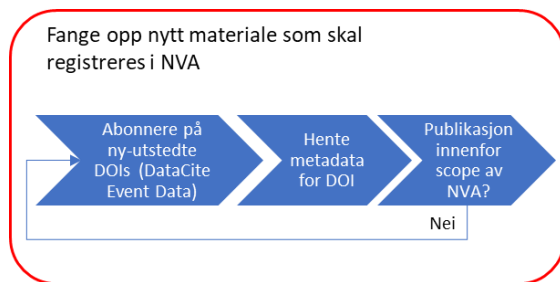 Fange opp nytt materiale som skal
registreres i NVA
Abonnere på
ny-utstedte
DOIs (DataCite
Event Data)
Hente
metadata
for DOI
Publikasjon
innenfor
scope av
NVA?
Nei